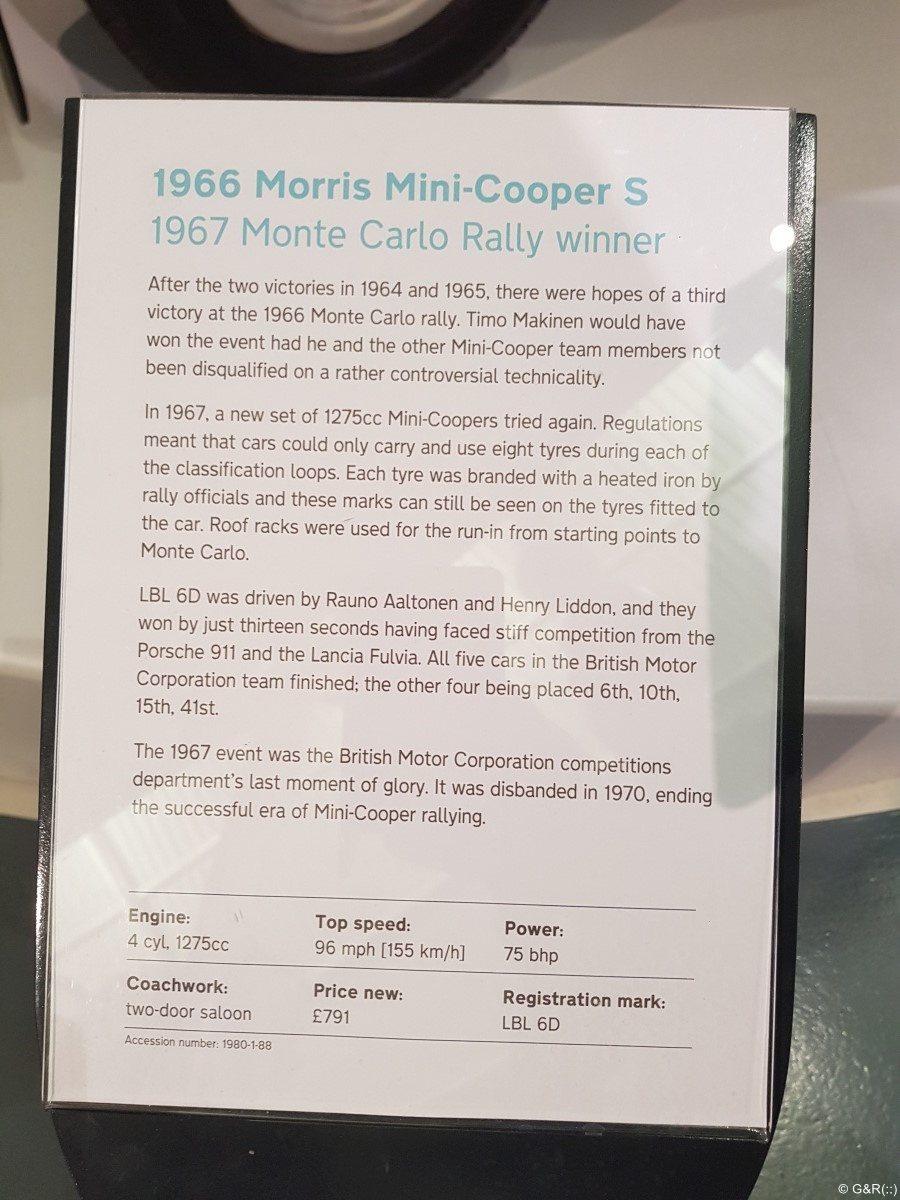 1966 Morris Mini-Cooper S
1967 Monte Carlo Rally winner
After the two victories in 1964 and 1965, there were hopes of a third
victory at the 1966 Monte Carlo rally. Timo Makinen would have
won the event had he and the other Mini-Cooper team members not
been disqualified on a rather controversial technicality.
In 1967, a new set of 1275cc Mini-Coopers tried again. Regulations
meant that cars could only carry and use eight tyres during each of
the classification loops. Each tyre was branded with a heated iron by
rally officials and these marks can still be seen on the tyres fitted to
the car. Roof racks were used for the run-in from starting points to
Monte Carlo.
LBL 6D was driven by Rauno Aaltonen and Henry Liddon, and they
won by just thirteen seconds having faced stiff competition from the
Porsche 911 and the Lancia Fulvia. All five cars in the British Motor
Corporation team finished; the other four being placed 6th, 10th,
15th, 41st.
The 1967 event was the British Motor Corporation competitions
department's last moment of glory. It was disbanded in 1970, ending
the successful era of Mini-Cooper rallying.
Engine: Top speed: Power:
4 cyl, 1275cc 96 mph [155 km/h] 75 bhp
Coachwork: Price new: Registration mark:
two-door saloon £791 LBL 6D
Accession number: 1980-1-88
© G&R(::)